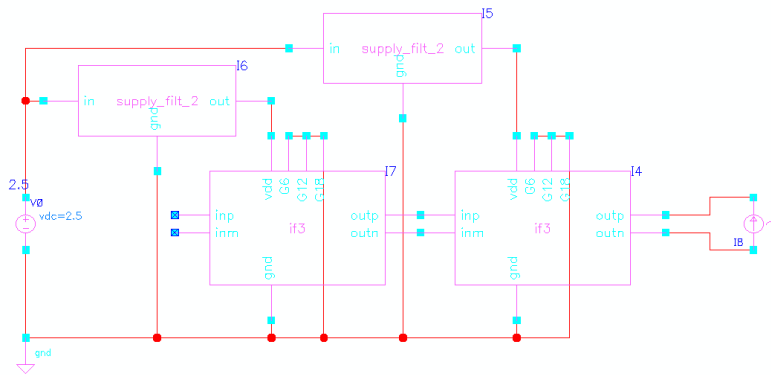 I5
in supply_filt_2 out
gnd
I6
in supply_filt_2 out
gnd
2.5
V0
vdc=2.5
I7
vdd G6 G12 G18
inp outp
if3
inm outn
gnd
I4
vdd G6 G12 G18
inp outp
if3
inm outn
gnd
I8
gnd